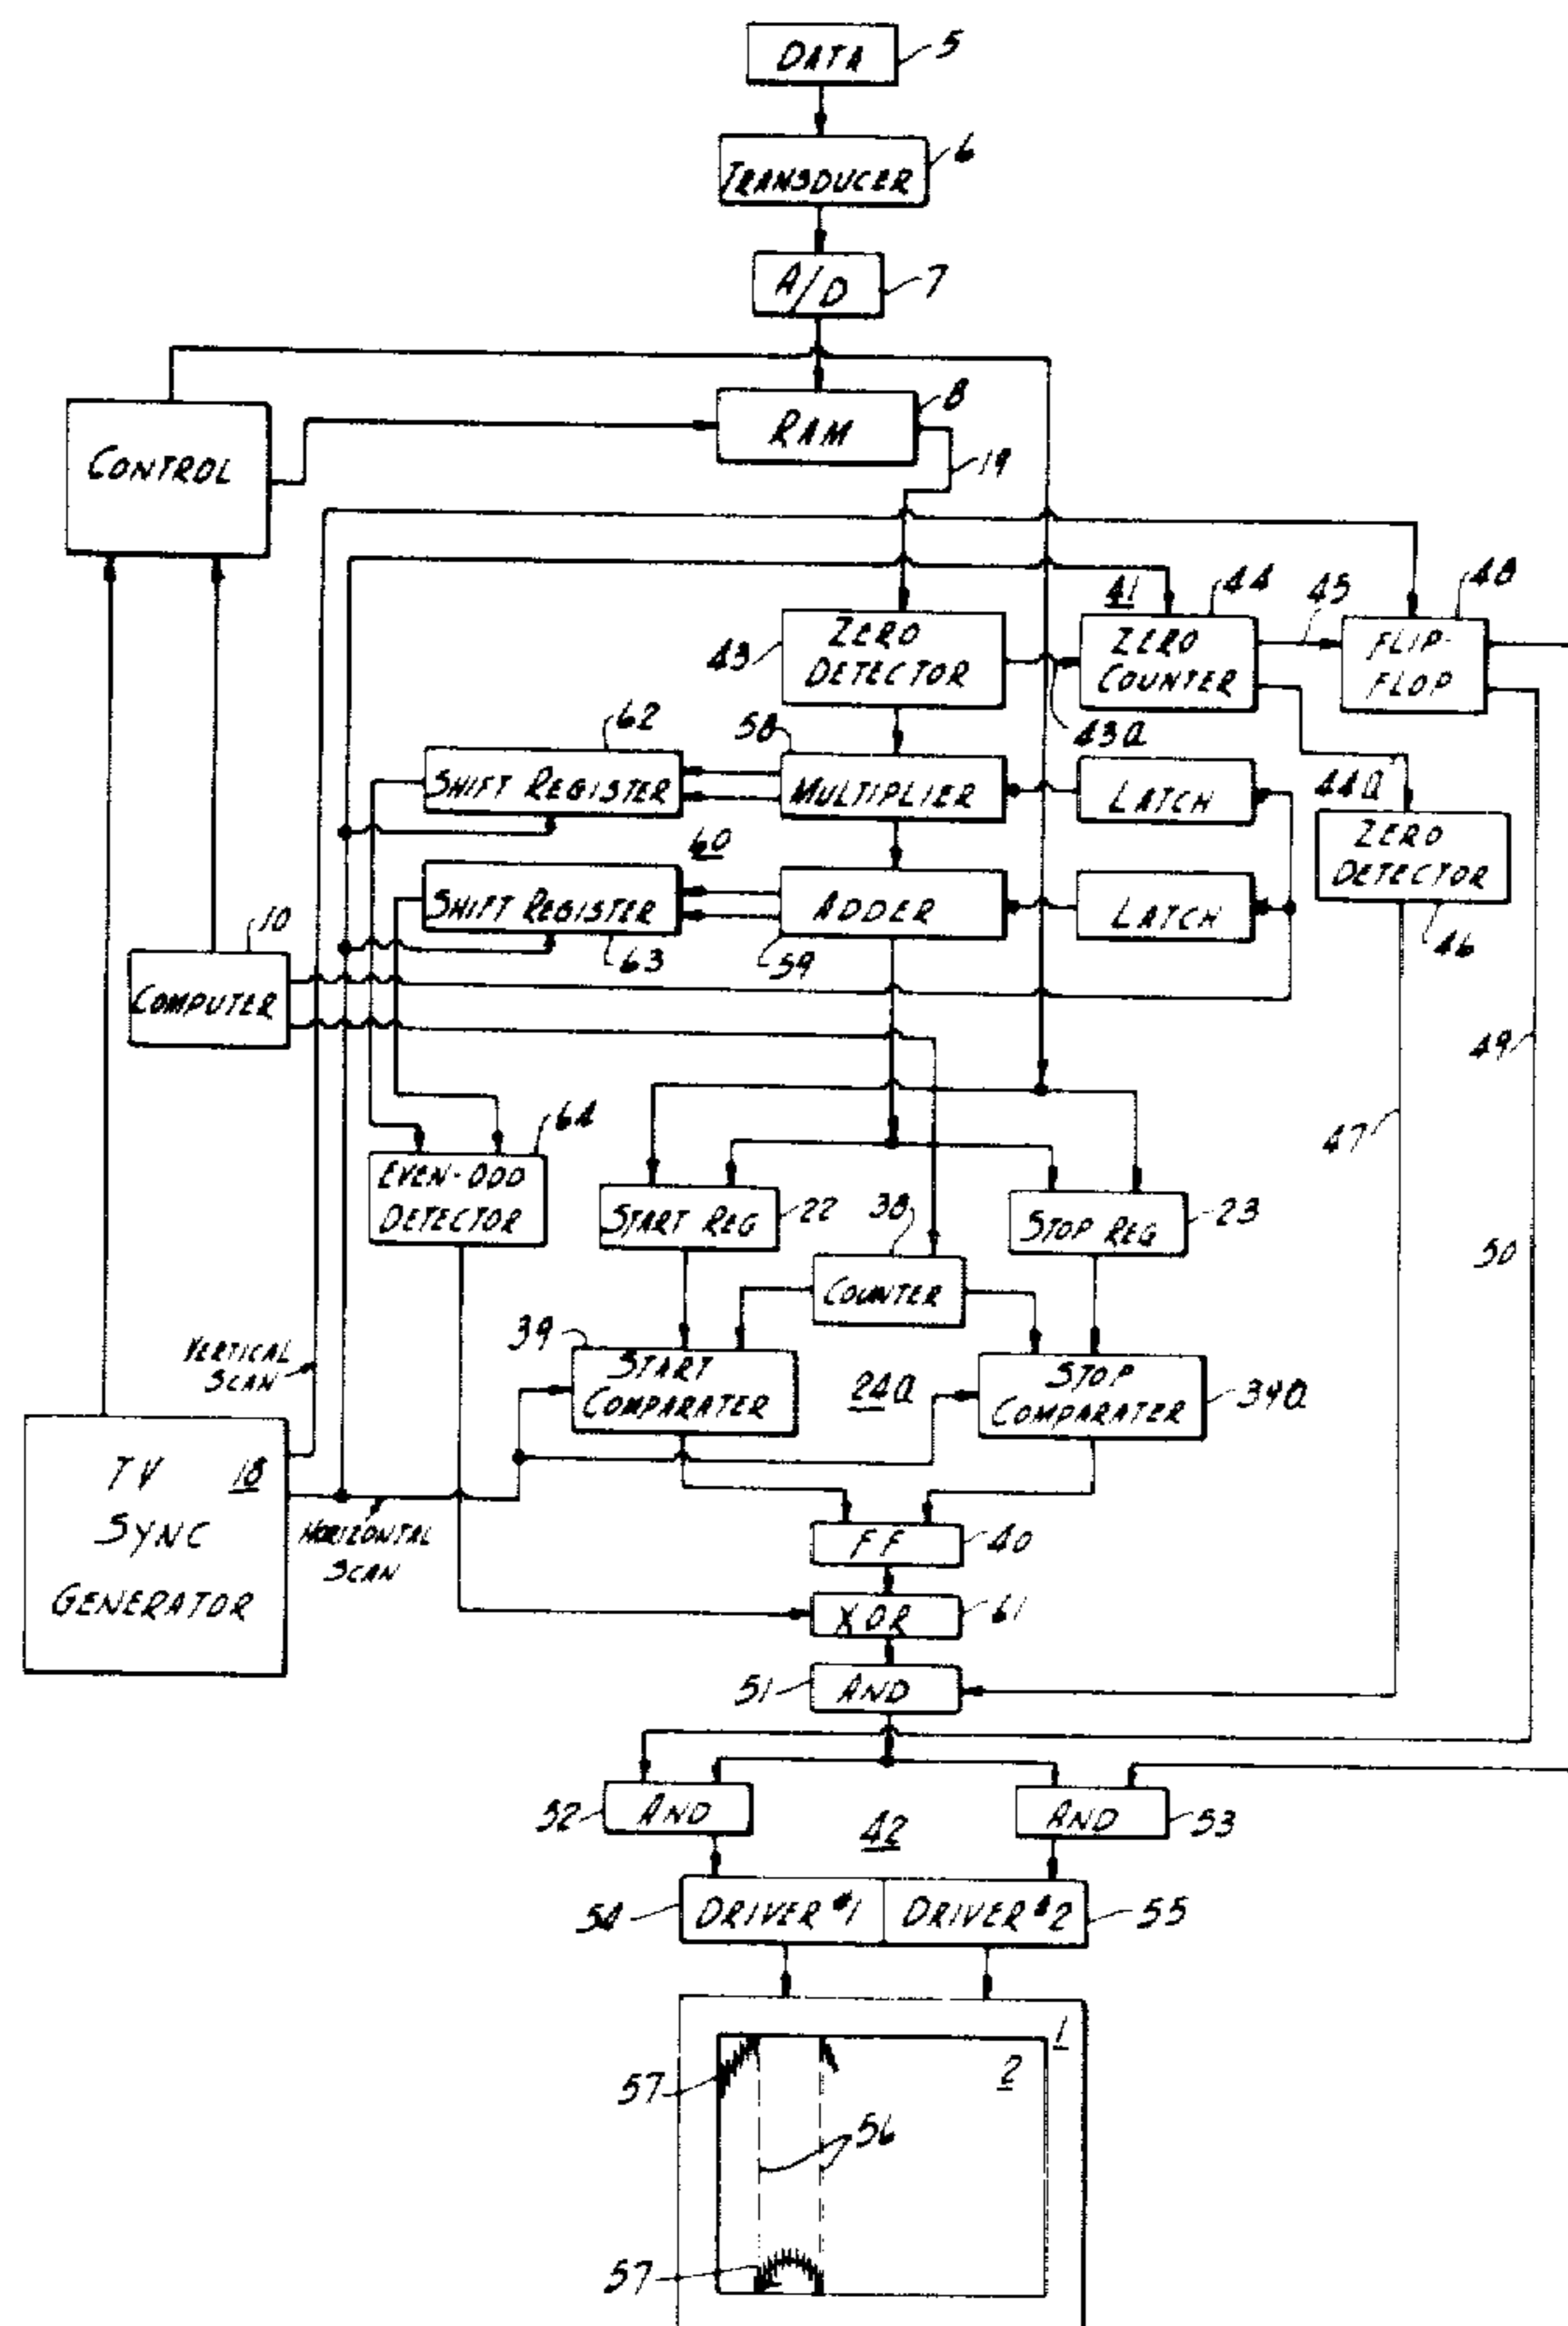 DATA
5
TRANSDUCER
6
A/D
7
CONTROL
RAM
8
19
43
ZERO
DETECTOR
43a
41
ZERO
COUNTER
44
45
FLIP-
FLOP
48
44a
62
SHIFT REGISTER
58
MULTIPLIER
LATCH
ZERO
DETECTOR
46
60
SHIFT REGISTER
63
ADDER
59
LATCH
10
COMPUTER
49
47
50
64
EVEN-ODD
DETECTOR
START REG
22
38
COUNTER
STOP REG
23
VERTICAL
SCAN
39
START
COMPARATER
24a
STOP
COMPARATER
39a
TV
SYNC
GENERATOR
18
HORIZONTAL
SCAN
FF
40
XOR
61
51
AND
52
AND
42
AND
53
54
DRIVER #1
DRIVER #2
55
1
2
57
56
57